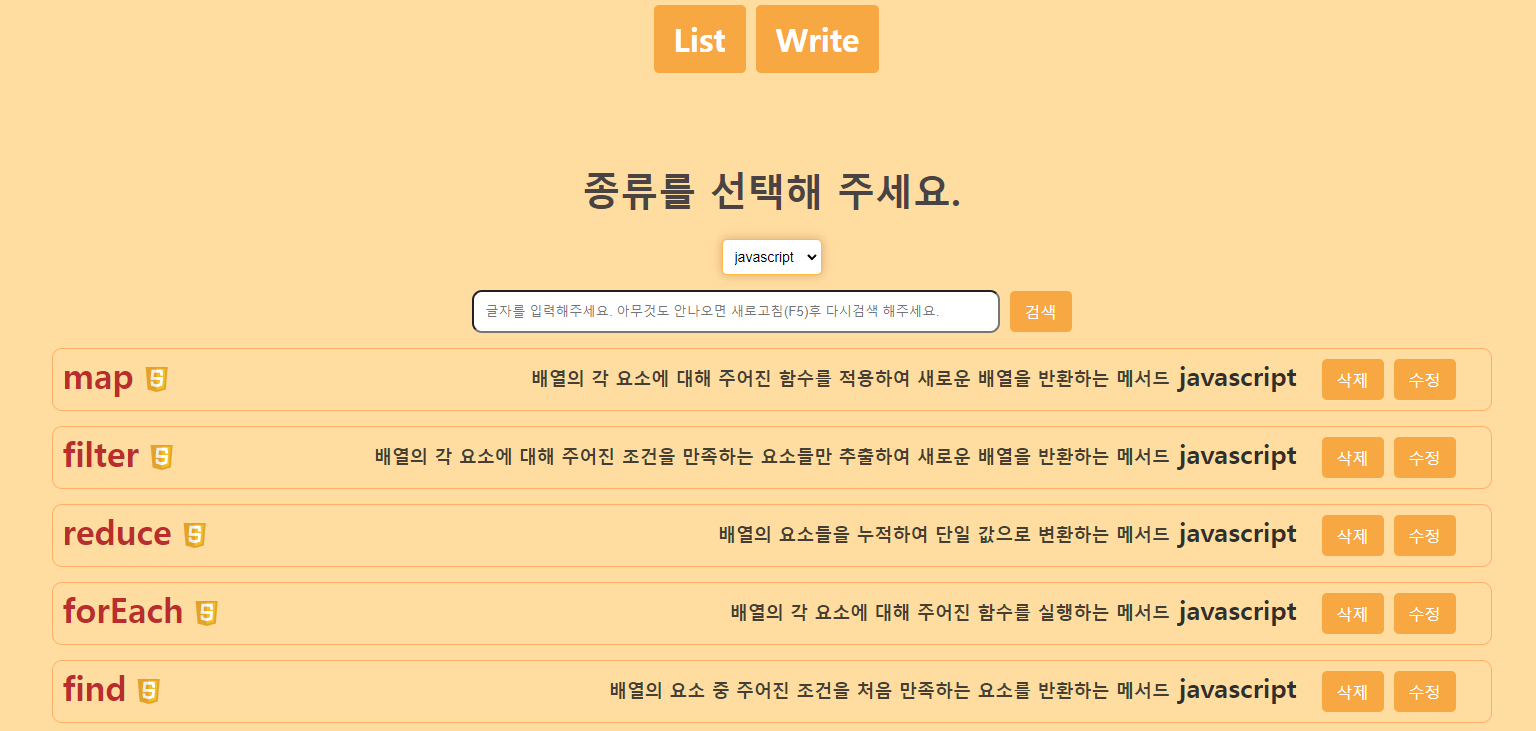 List Write
종류를 선택해 주세요.
javascript
글자를 입력해주세요. 아무것도 안나오면 새로고침(F5)후 다시검색 해주세요. 검색
map 배열의 각 요소에 대해 주어진 함수를 적용하여 새로운 배열을 반환하는 메서드 javascript 삭제 수정
filter 배열의 각 요소에 대해 주어진 조건을 만족하는 요소들만 추출하여 새로운 배열을 반환하는 메서드 javascript 삭제 수정
reduce 배열의 요소들을 누적하여 단일 값으로 변환하는 메서드 javascript 삭제 수정
forEach 배열의 각 요소에 대해 주어진 함수를 실행하는 메서드 javascript 삭제 수정
find 배열의 요소 중 주어진 조건을 처음 만족하는 요소를 반환하는 메서드 javascript 삭제 수정